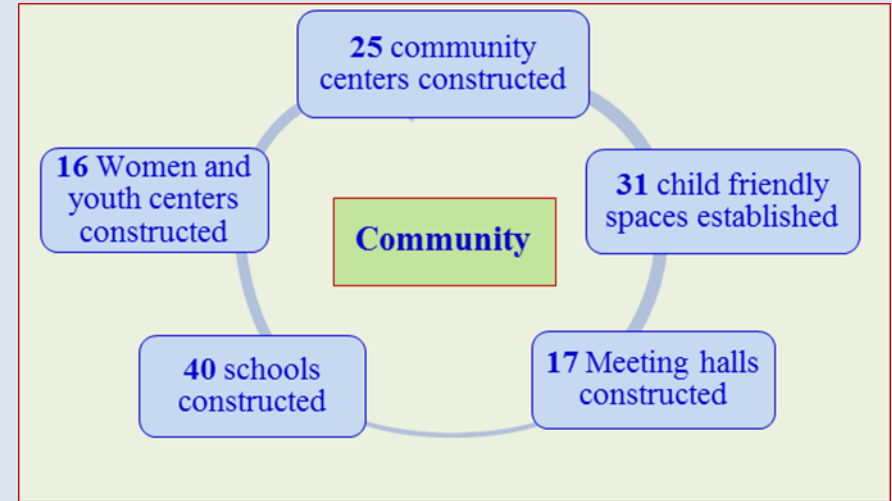 25 community
centers constructed
31 child friendly
spaces established
17 Meeting halls
constructed
40 schools
constructed
16 Women and
youth centers
constructed
Community